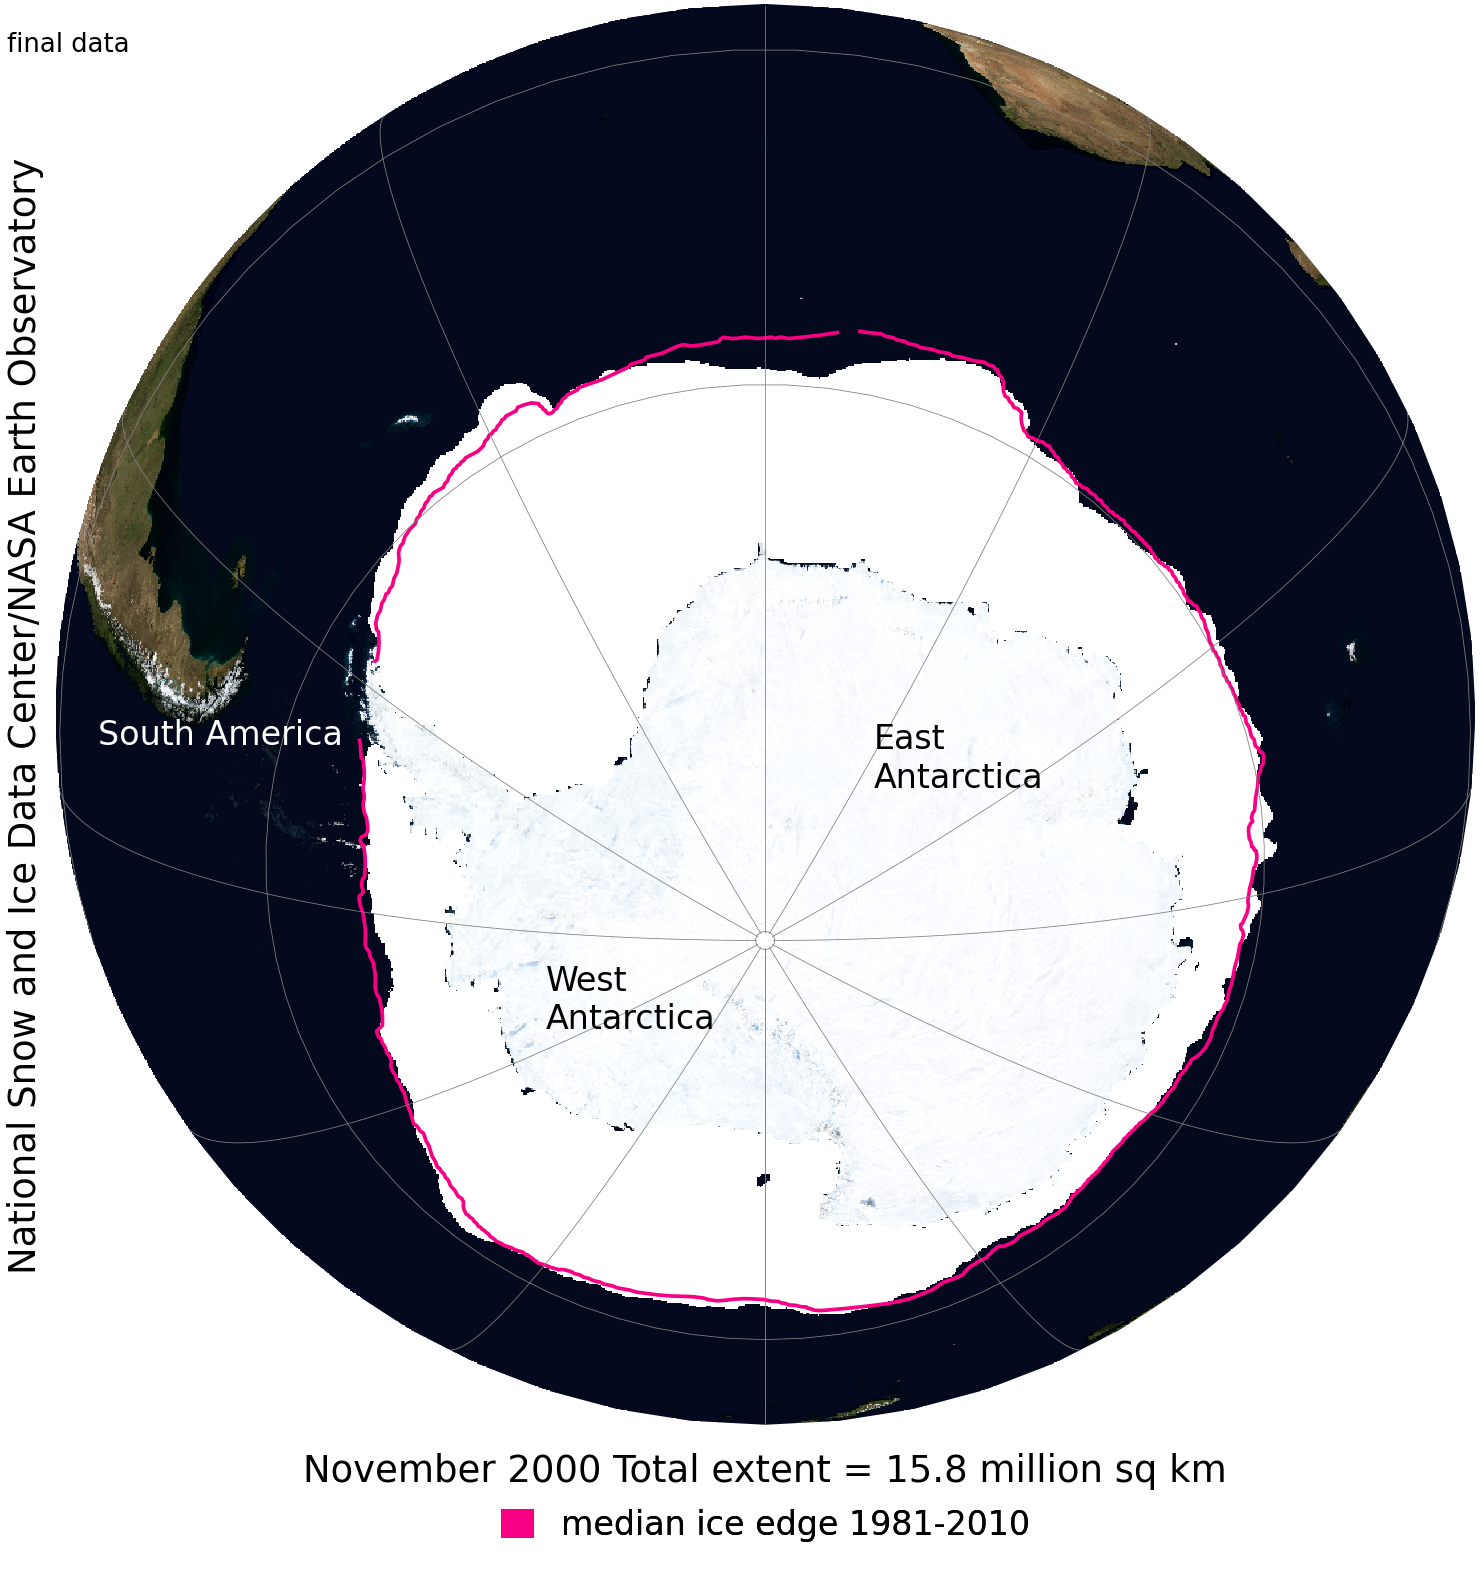 final data
National Snow and Ice Data Center/NASA Earth Observatory
South America
East
Antarctica
West
Antarctica
November 2000 Total extent = 15.8 million sq km
median ice edge 1981-2010